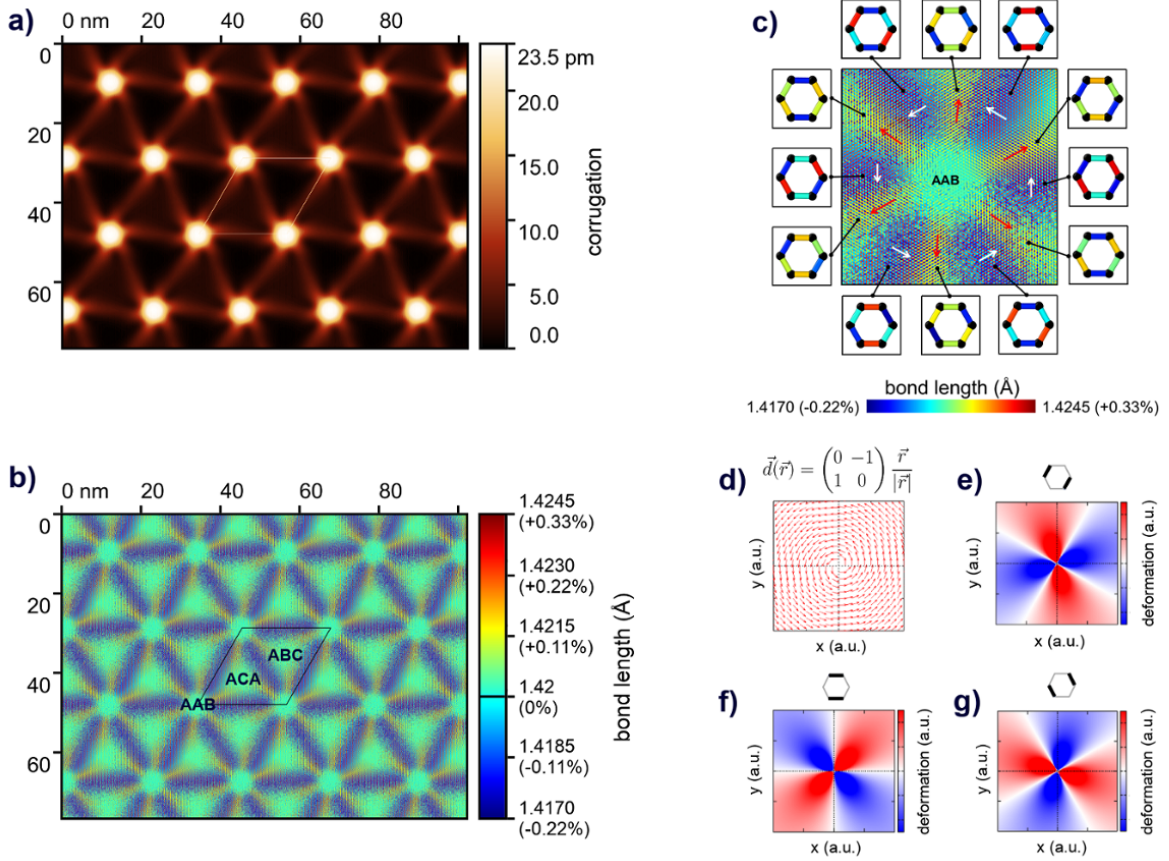 a)
0 nm 20 40 60 80
0
20
40
60
23.5 pm
20.0
15.0
10.0
5.0
0.0
corrugation
b)
0 nm 20 40 60 80
0
20
40
60
ABC
ACA
AAB
1.4245
(+0.33%)
1.4230
(+0.22%)
1.4215
(+0.11%)
1.42
(0%)
1.4185
(-0.11%)
1.4170
(-0.22%)
bond length (Å)
c)
AAB
bond length (Å)
1.4170 (-0.22%) 1.4245 (+0.33%)
d)
d⃗(r⃗) = (0 −1
1 0) r⃗
|r⃗|
y (a.u.)
x (a.u.)
e)
y (a.u.)
x (a.u.)
deformation (a.u.)
f)
y (a.u.)
x (a.u.)
deformation (a.u.)
g)
y (a.u.)
x (a.u.)
deformation (a.u.)